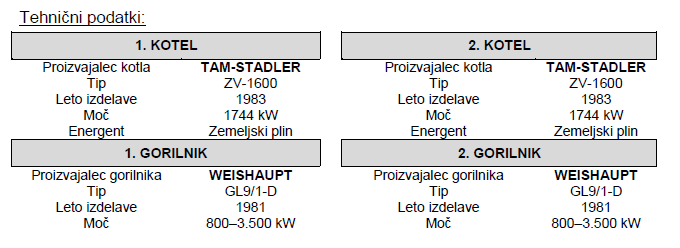 Tehnični podatki:
1. KOTEL
Proizvajalec kotla TAM-STADLER
Tip ZV-1600
Leto izdelave 1983
Moč 1744 kW
Energent Zemeljski plin
1. GORILNIK
Proizvajalec gorilnika WEISHAUPT
Tip GL9/1-D
Leto izdelave 1981
Moč 800–3.500 kW
2. KOTEL
Proizvajalec kotla TAM-STADLER
Tip ZV-1600
Leto izdelave 1983
Moč 1744 kW
Energent Zemeljski plin
2. GORILNIK
Proizvajalec gorilnika WEISHAUPT
Tip GL9/1-D
Leto izdelave 1981
Moč 800–3.500 kW